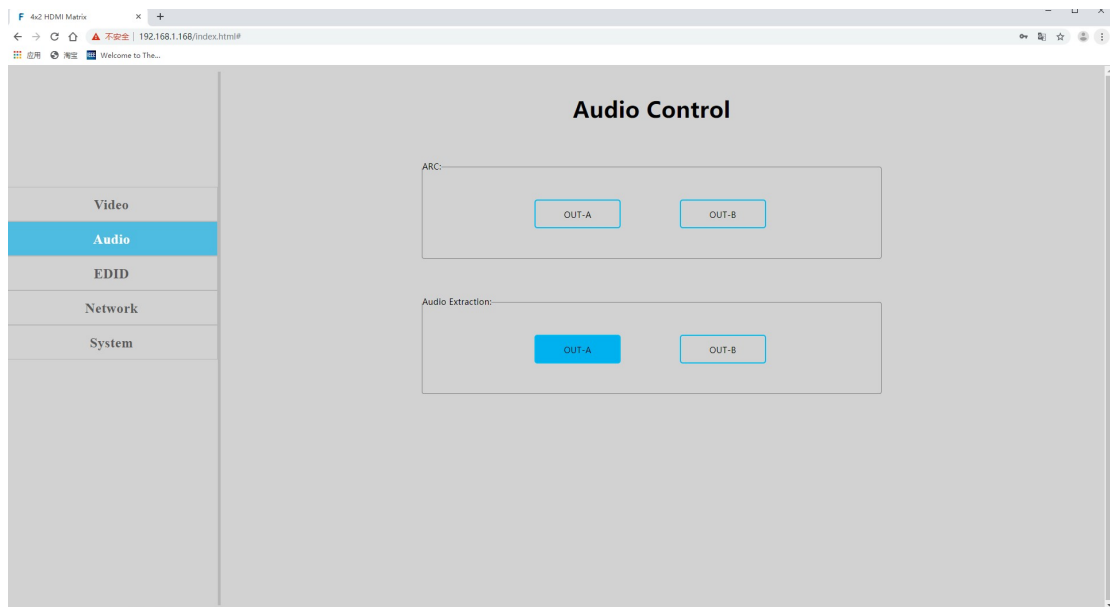 F 4x2 HDMI Matrix
不安全 | 192.168.1.168/index.html#
应用 淘宝 Welcome to The...
Audio Control
ARC:
OUT-A OUT-B
Video
Audio
EDID
Network
System
Audio Extraction:
OUT-A OUT-B